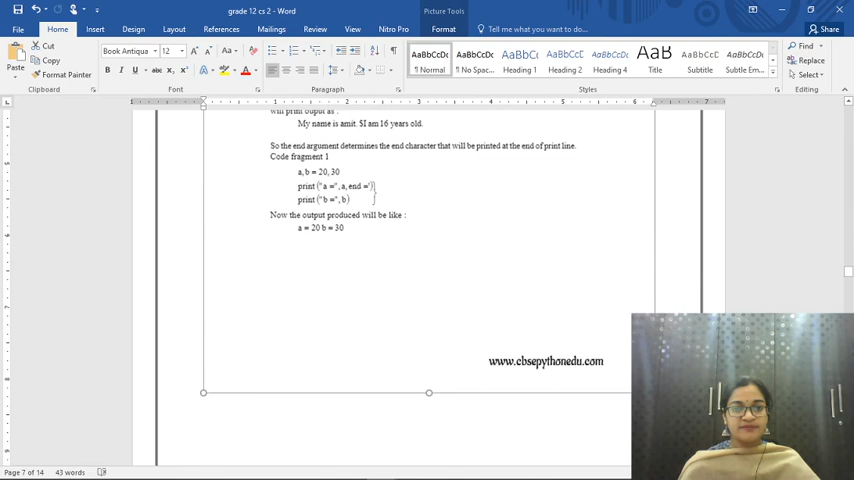 grade 12 cs 2 - Word
Picture Tools
File
Home
Insert
Design
Layout
References
Mailings
Review
View
Nitro Pro
Format
Tell me what you want to do...
Share
Paste
Cut
Copy
Format Painter
Clipboard
Book Antiqua
12
Font
Paragraph
AaBbCcDc
¶ Normal
AaBbCcDc
¶ No Spac...
AaBbCc
Heading 1
AaBbCcC
Heading 2
AaBbCcI
Heading 4
AaB
Title
AaBbCcC
Subtitle
AaBbCcDc
Subtle Em...
Styles
Find
Replace
Select
Editing
will print ouput as :
My name is amit. $I am 16 years old.
So the end argument determines the end character that will be printed at the end of print line.
Code fragment 1
a, b = 20, 30
print ("a =", a, end =')
print ("b =", b)
Now the output produced will be like :
a = 20 b = 30
www.cbsepythonedu.com
Page 7 of 14
43 words